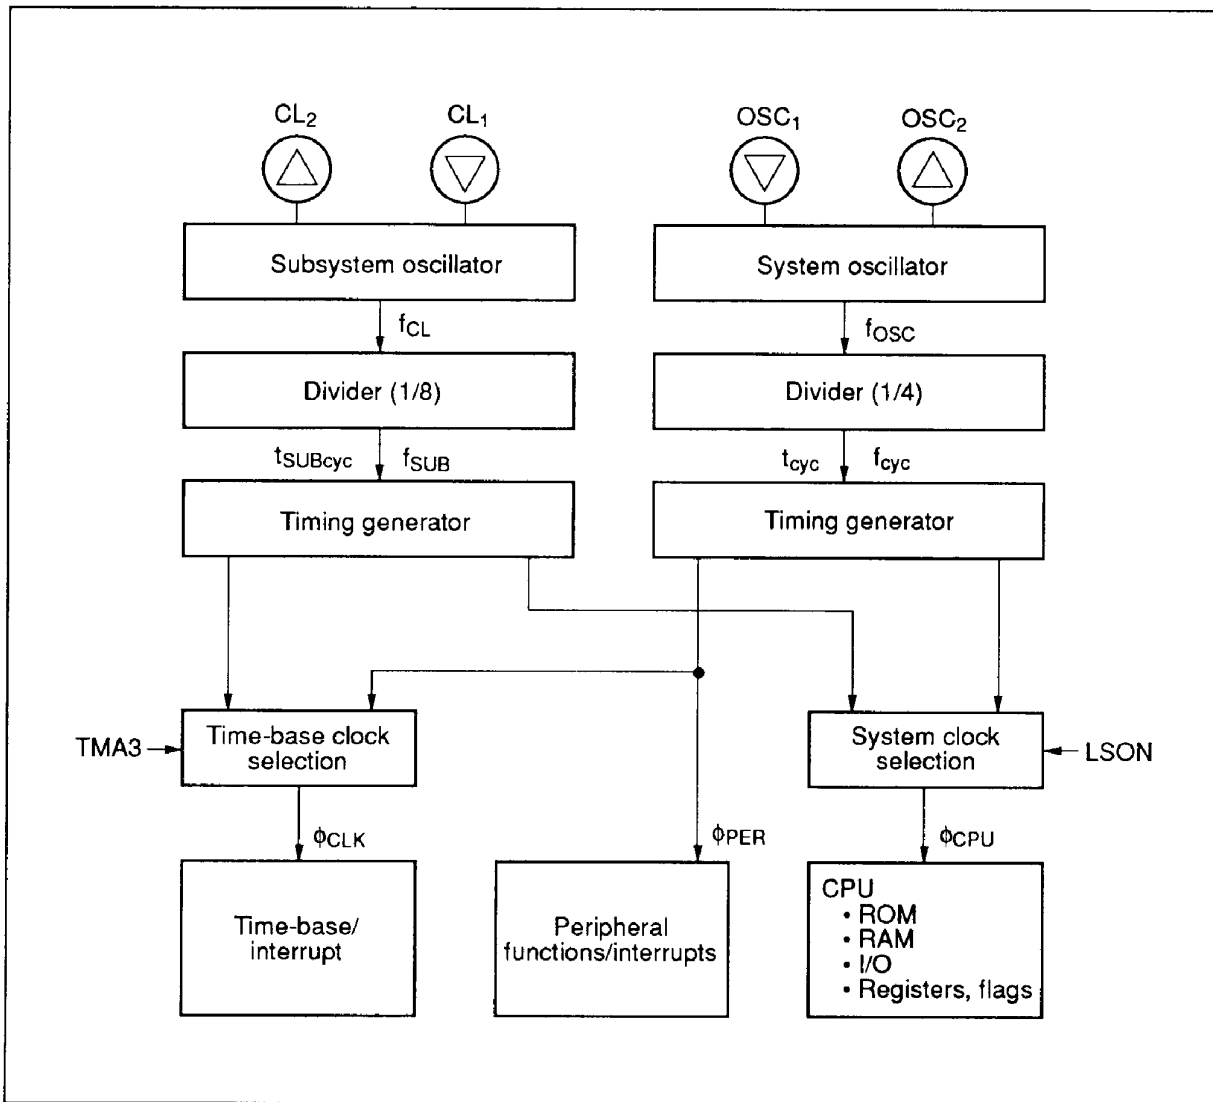 CL2
CL1
OSC1
OSC2
Subsystem oscillator
System oscillator
fCL
fOSC
Divider (1/8)
Divider (1/4)
tSUBcyc
fSUB
tcyc
fcyc
Timing generator
Timing generator
TMA3
Time-base clock
selection
System clock
selection
LSON
ϕCLK
ϕPER
ϕCPU
Time-base/
interrupt
Peripheral
functions/interrupts
CPU
• ROM
• RAM
• I/O
• Registers, flags